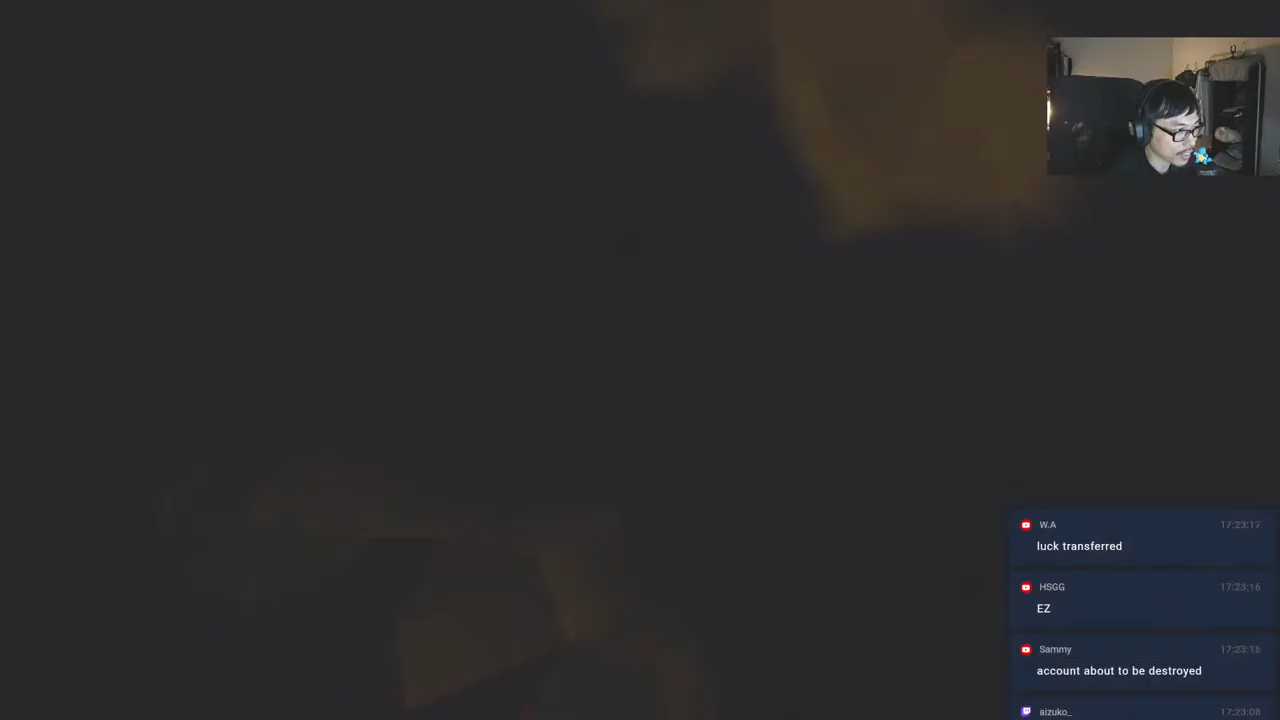 W.A 17:23:17
luck transferred
HSGG 17:23:16
EZ
Sammy 17:23:16
account about to be destroyed
aizuko_ 17:23:08